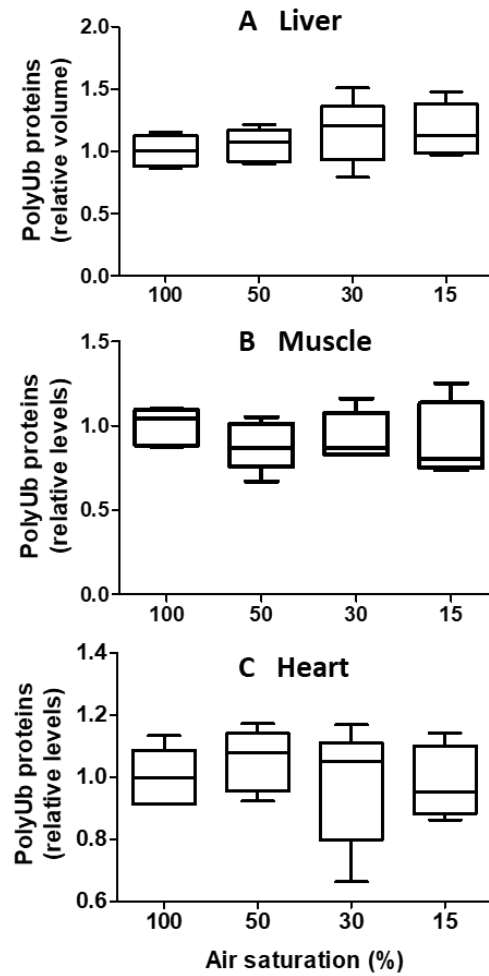 A Liver
PolyUb proteins
(relative volume)
2.0
1.5
1.0
0.5
0.0
100 50 30 15
B Muscle
PolyUb proteins
(relative levels)
1.5
1.0
0.5
0.0
100 50 30 15
C Heart
PolyUb proteins
(relative levels)
1.4
1.2
1.0
0.8
0.6
100 50 30 15
Air saturation (%)